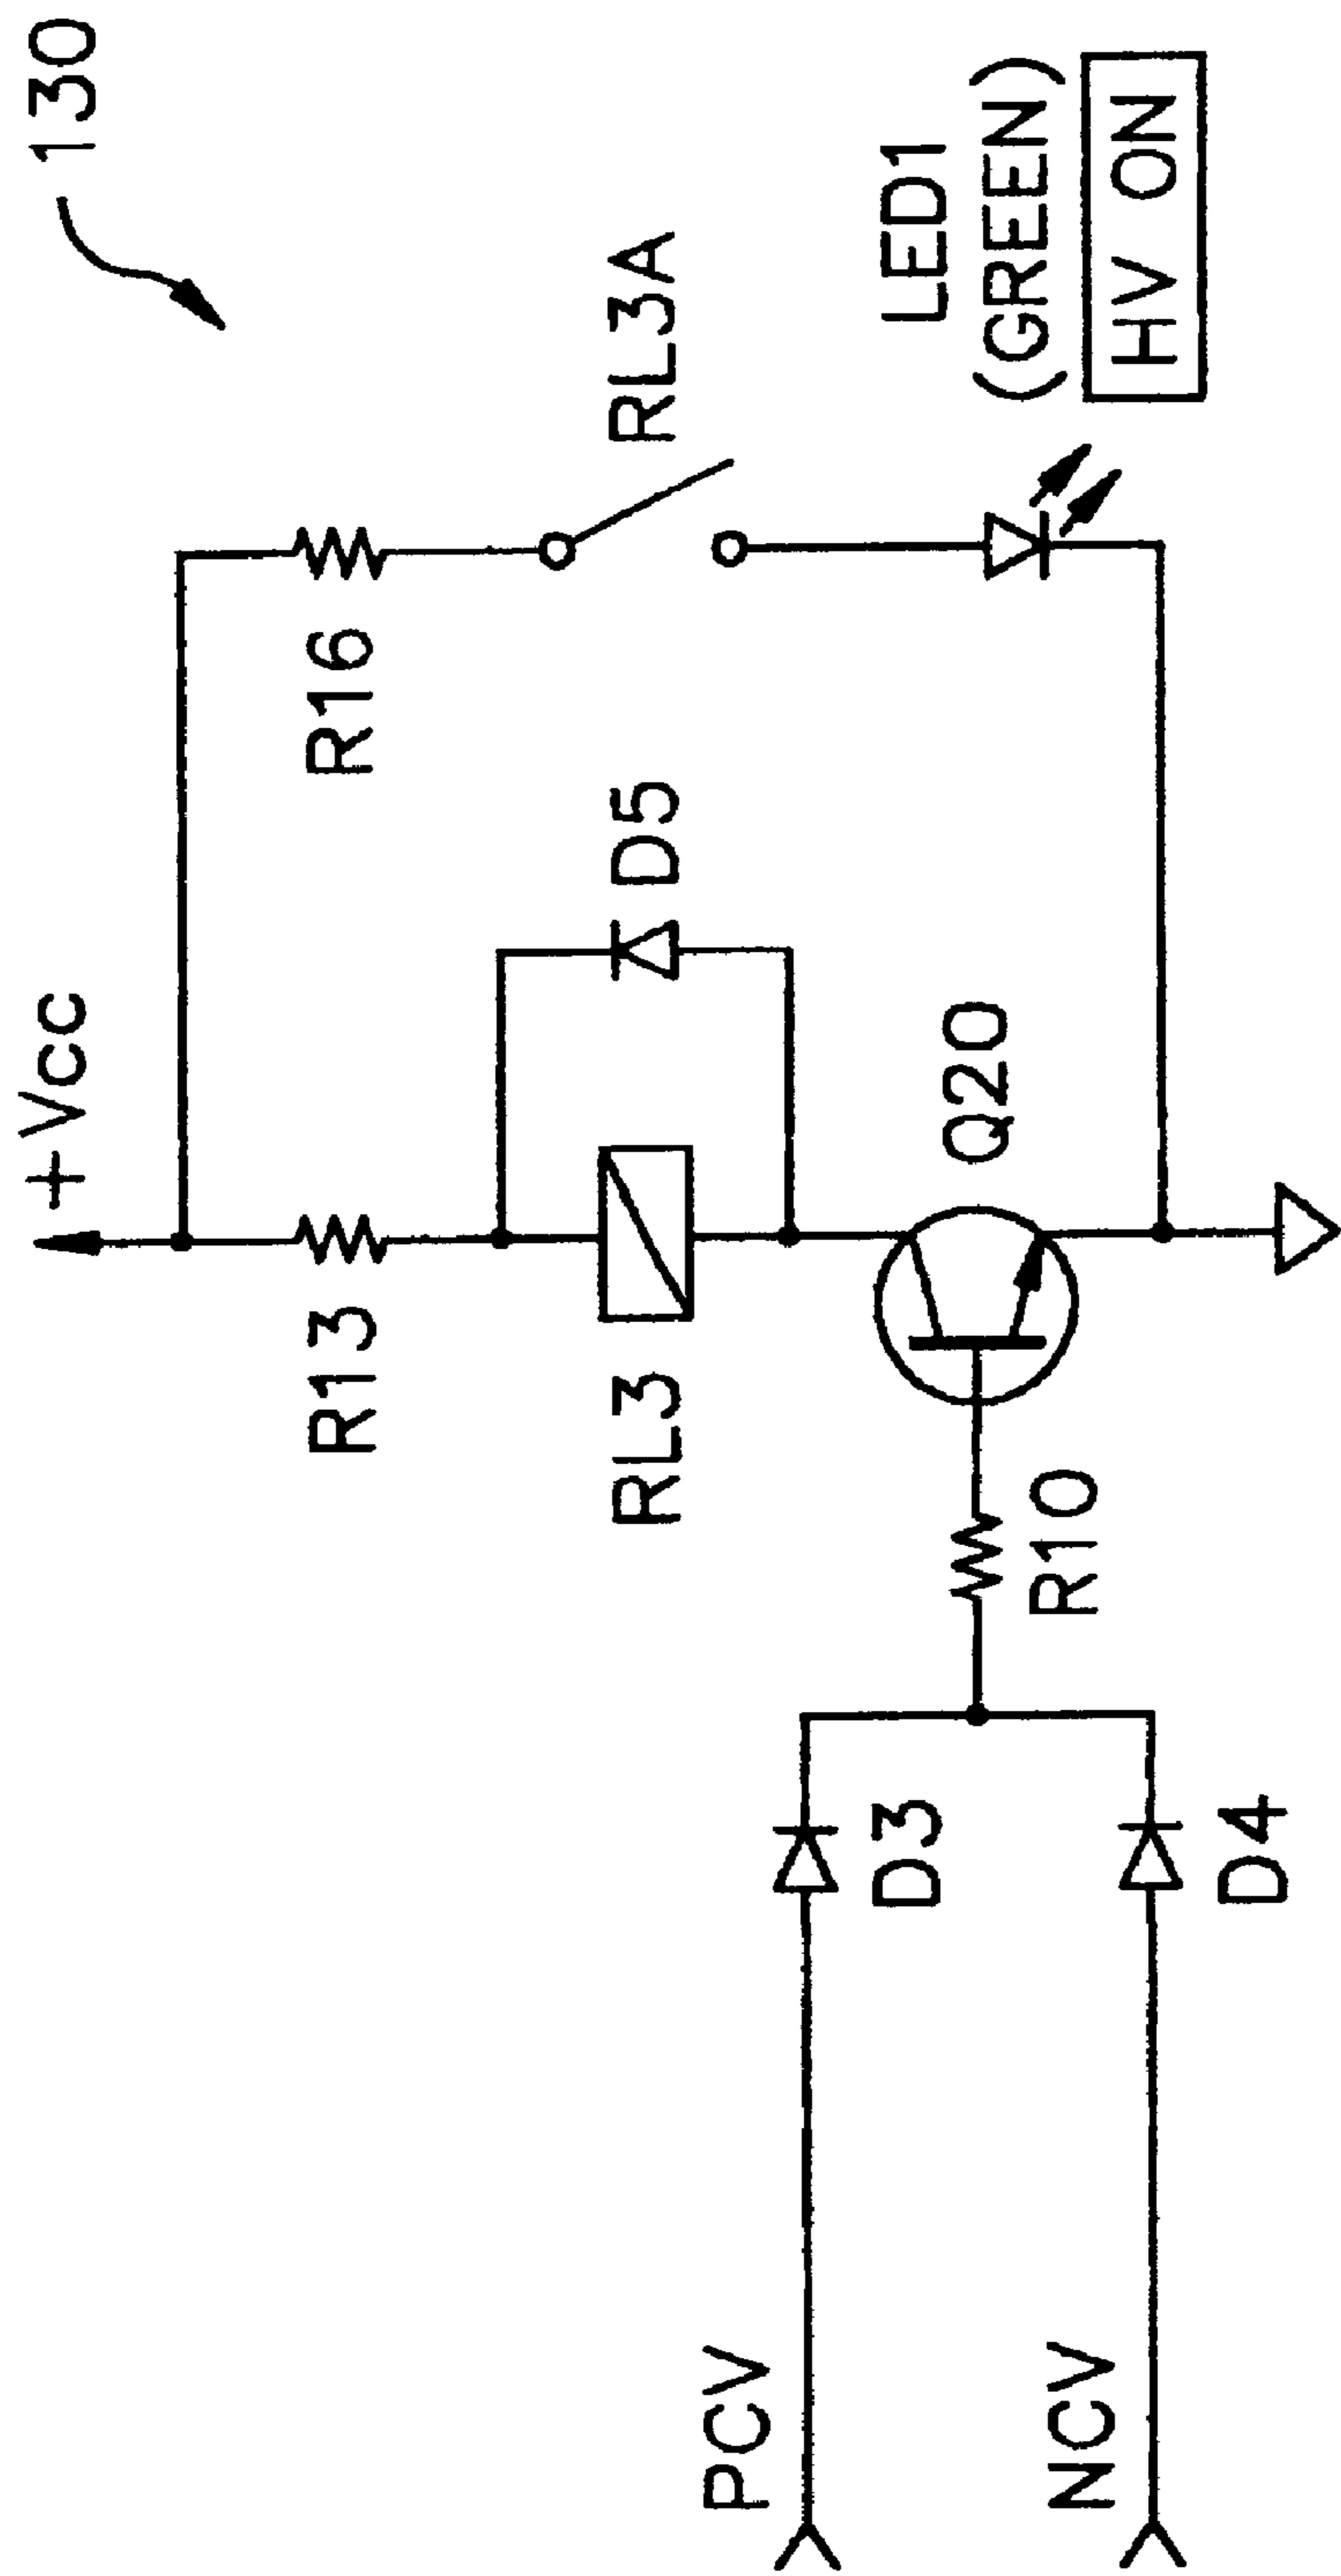 130
+Vcc
R13
R16
RL3
D5
RL3A
PCV
D3
Q20
LED1
(GREEN)
HV ON
R10
NCV
D4